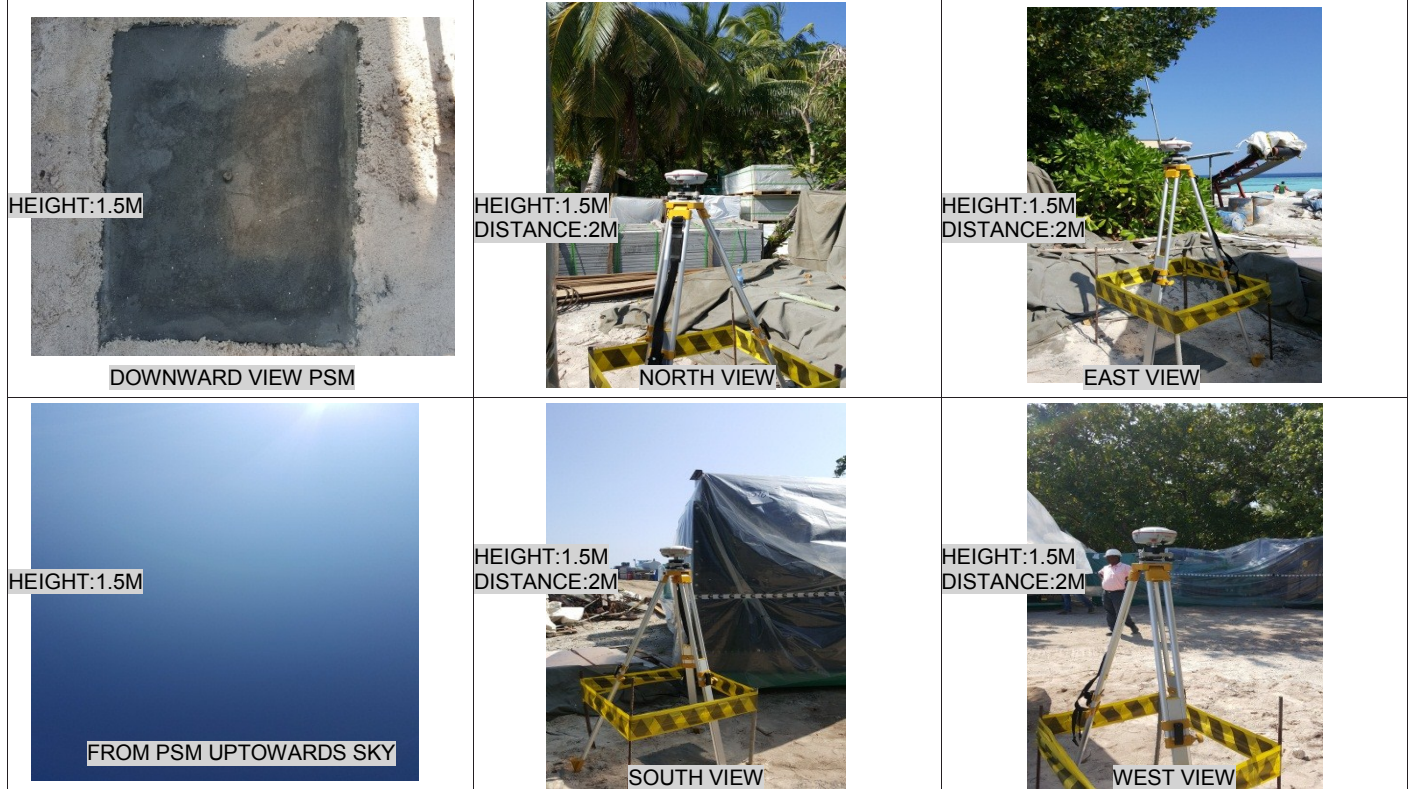 HEIGHT:1.5M
DOWNWARD VIEW PSM
HEIGHT:1.5M
DISTANCE:2M
NORTH VIEW
HEIGHT:1.5M
DISTANCE:2M
EAST VIEW
HEIGHT:1.5M
FROM PSM UPTOWARDS SKY
HEIGHT:1.5M
DISTANCE:2M
SOUTH VIEW
HEIGHT:1.5M
DISTANCE:2M
WEST VIEW